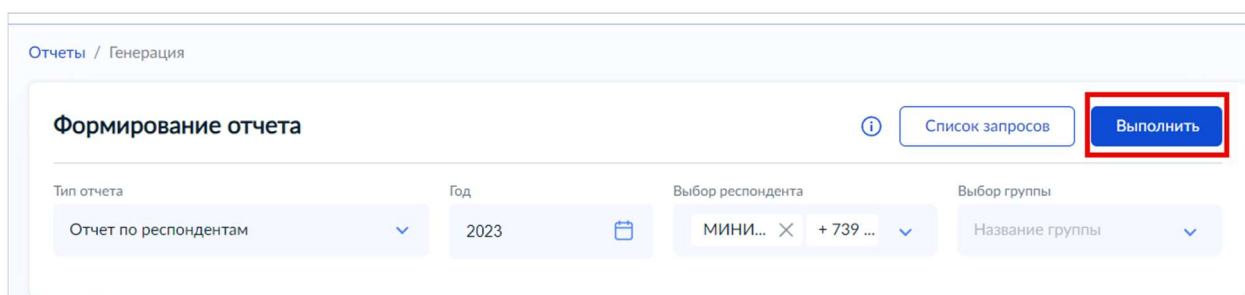 Отчеты / Генерация
Формирование отчета
Список запросов
Выполнить
Тип отчета
Год
Выбор респондента
Выбор группы
Отчет по респондентам
2023
МИНИ...
+ 739 ...
Название группы